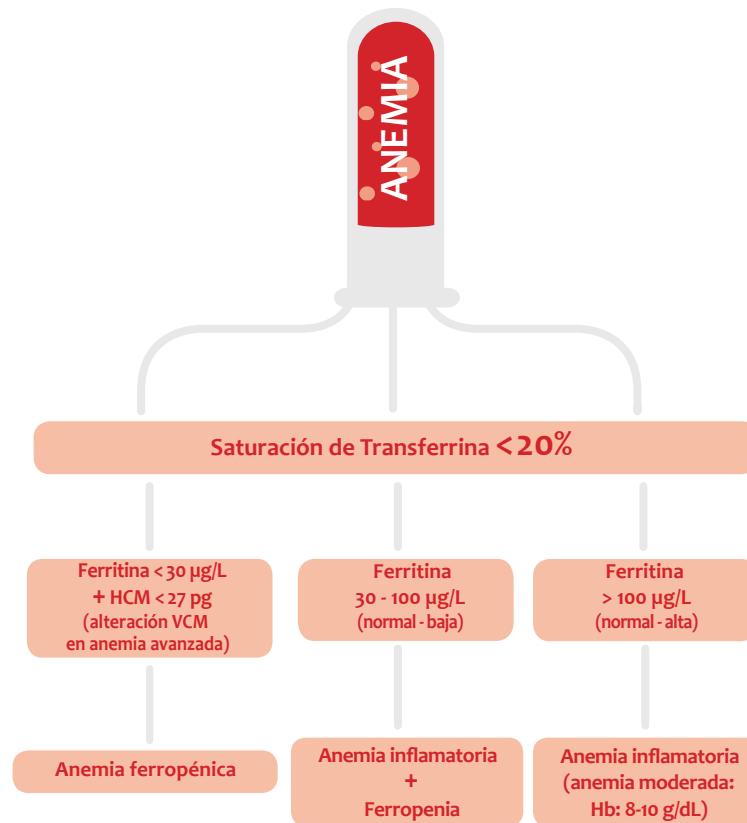 ANEMIA
Saturación de Transferrina <20%
Ferritina < 30 µg/L
+ HCM < 27 pg
(alteración VCM
en anemia avanzada)
Ferritina
30 - 100 µg/L
(normal - baja)
Ferritina
> 100 µg/L
(normal - alta)
Anemia ferropénica
Anemia inflamatoria
+
Ferropenia
Anemia inflamatoria
(anemia moderada:
Hb: 8-10 g/dL)